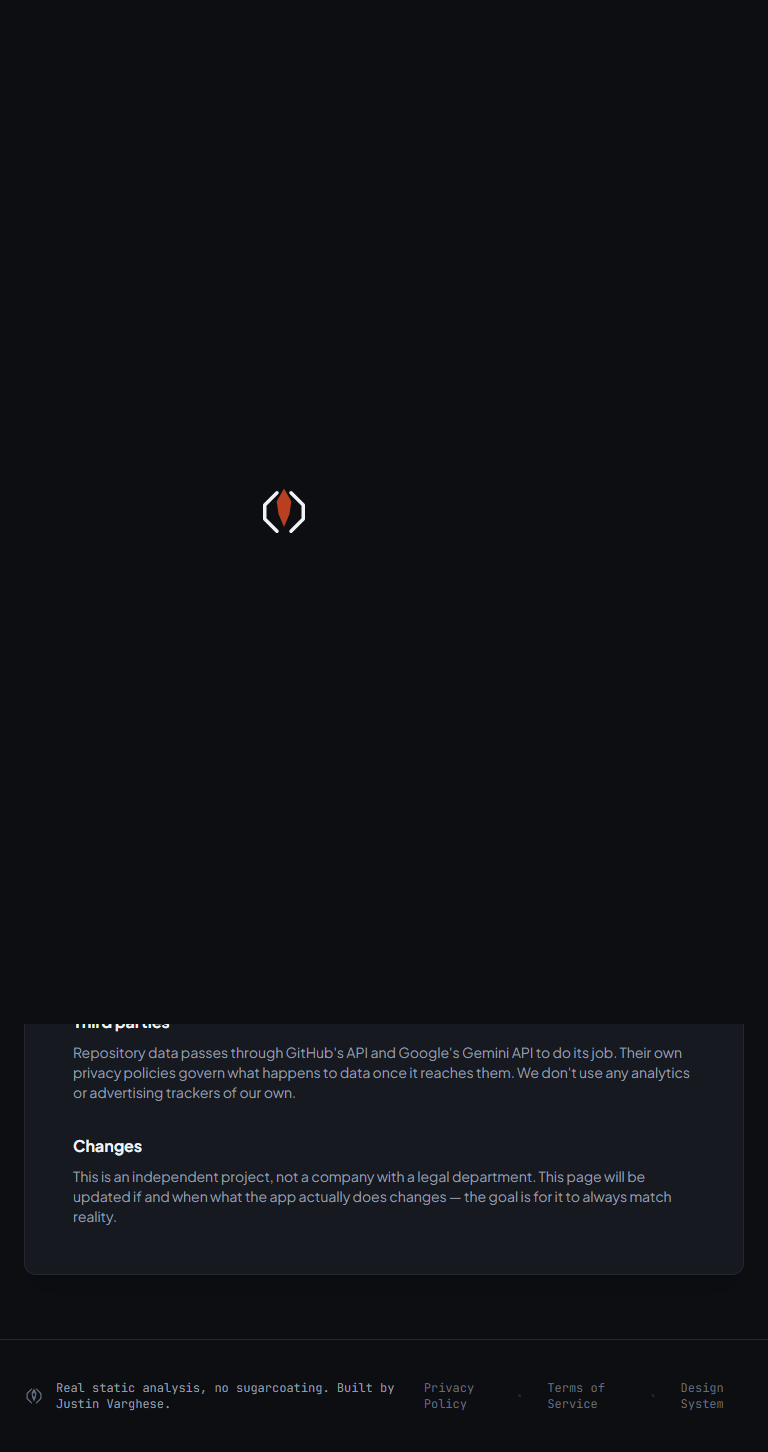 Third parties
Repository data passes through GitHub's API and Google's Gemini API to do its job. Their own
privacy policies govern what happens to data once it reaches them. We don't use any analytics
or advertising trackers of our own.
Changes
This is an independent project, not a company with a legal department. This page will be
updated if and when what the app actually does changes — the goal is for it to always match
reality.
Real static analysis, no sugarcoating. Built by
Justin Varghese.
Privacy
Policy
·
Terms of
Service
·
Design
System